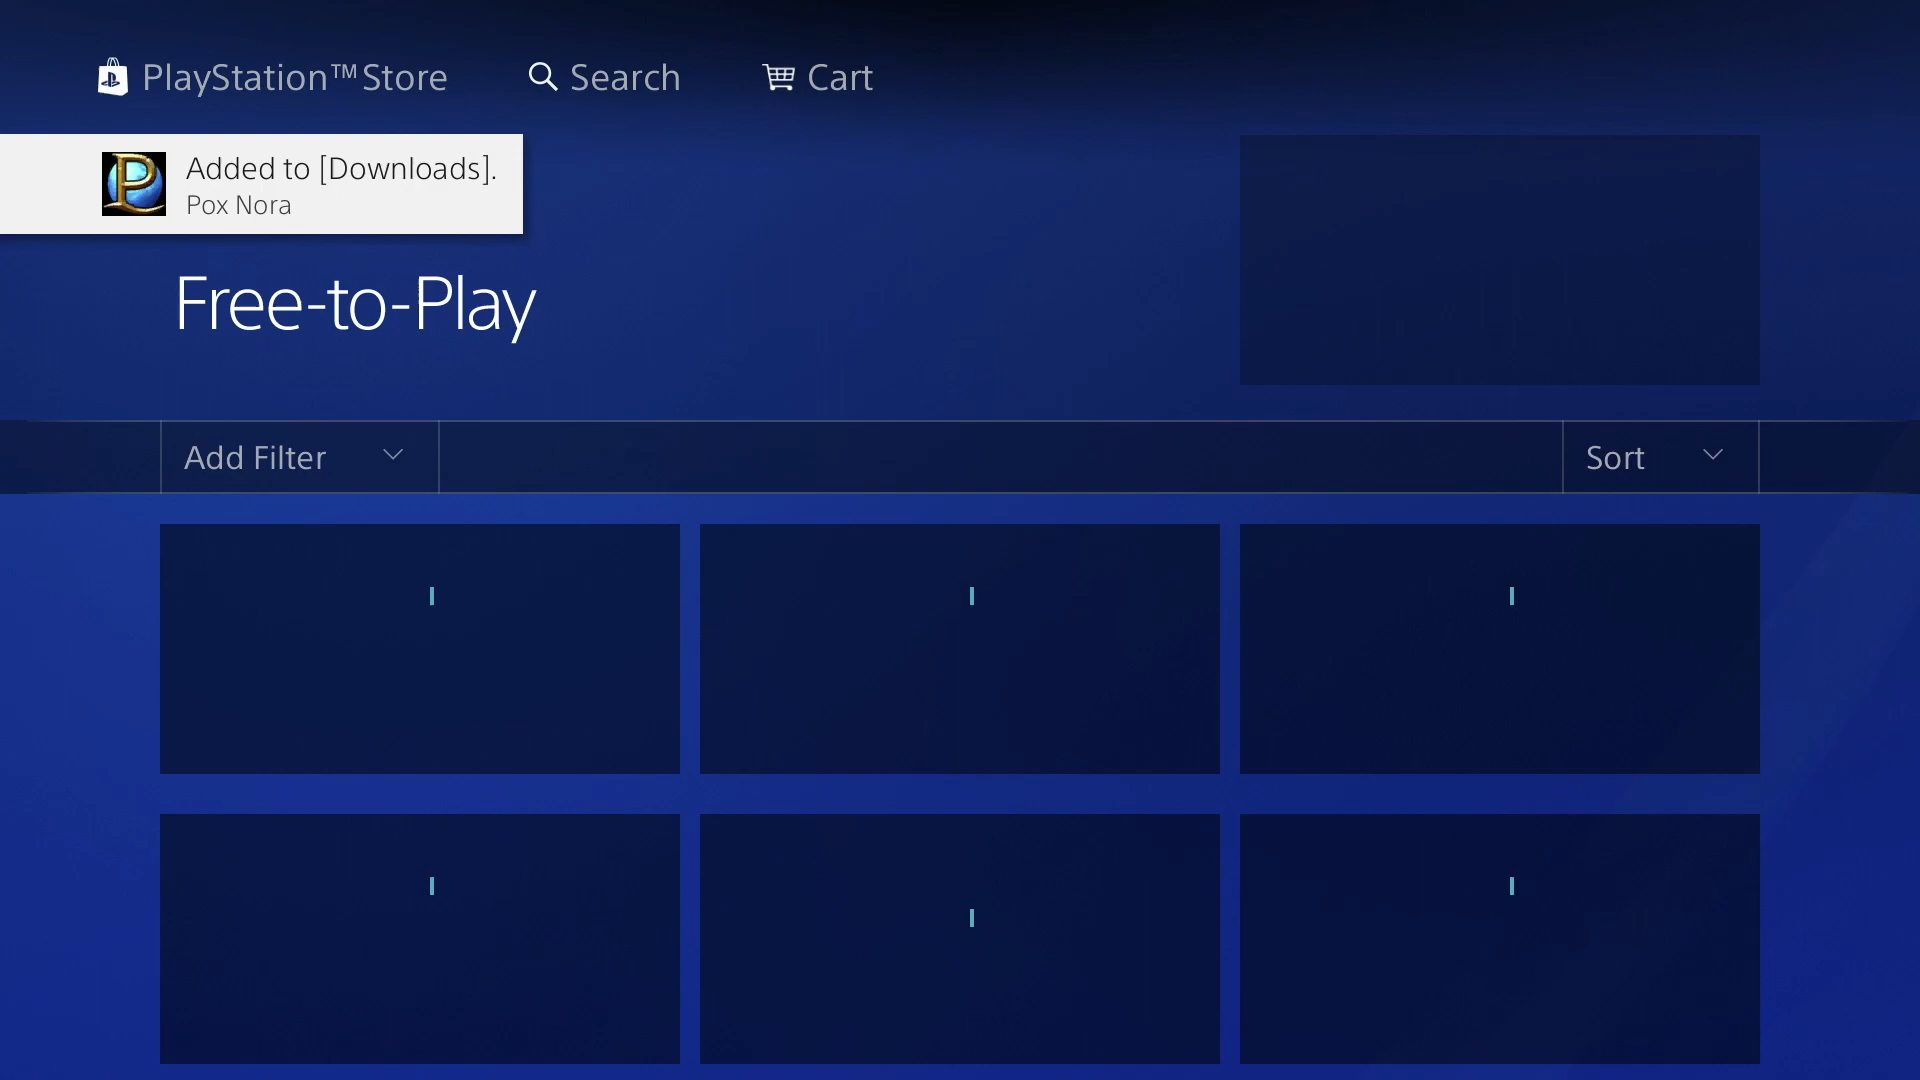 PlayStation™Store
Search
Cart
Added to [Downloads].
Pox Nora
Free-to-Play
Add Filter
Sort